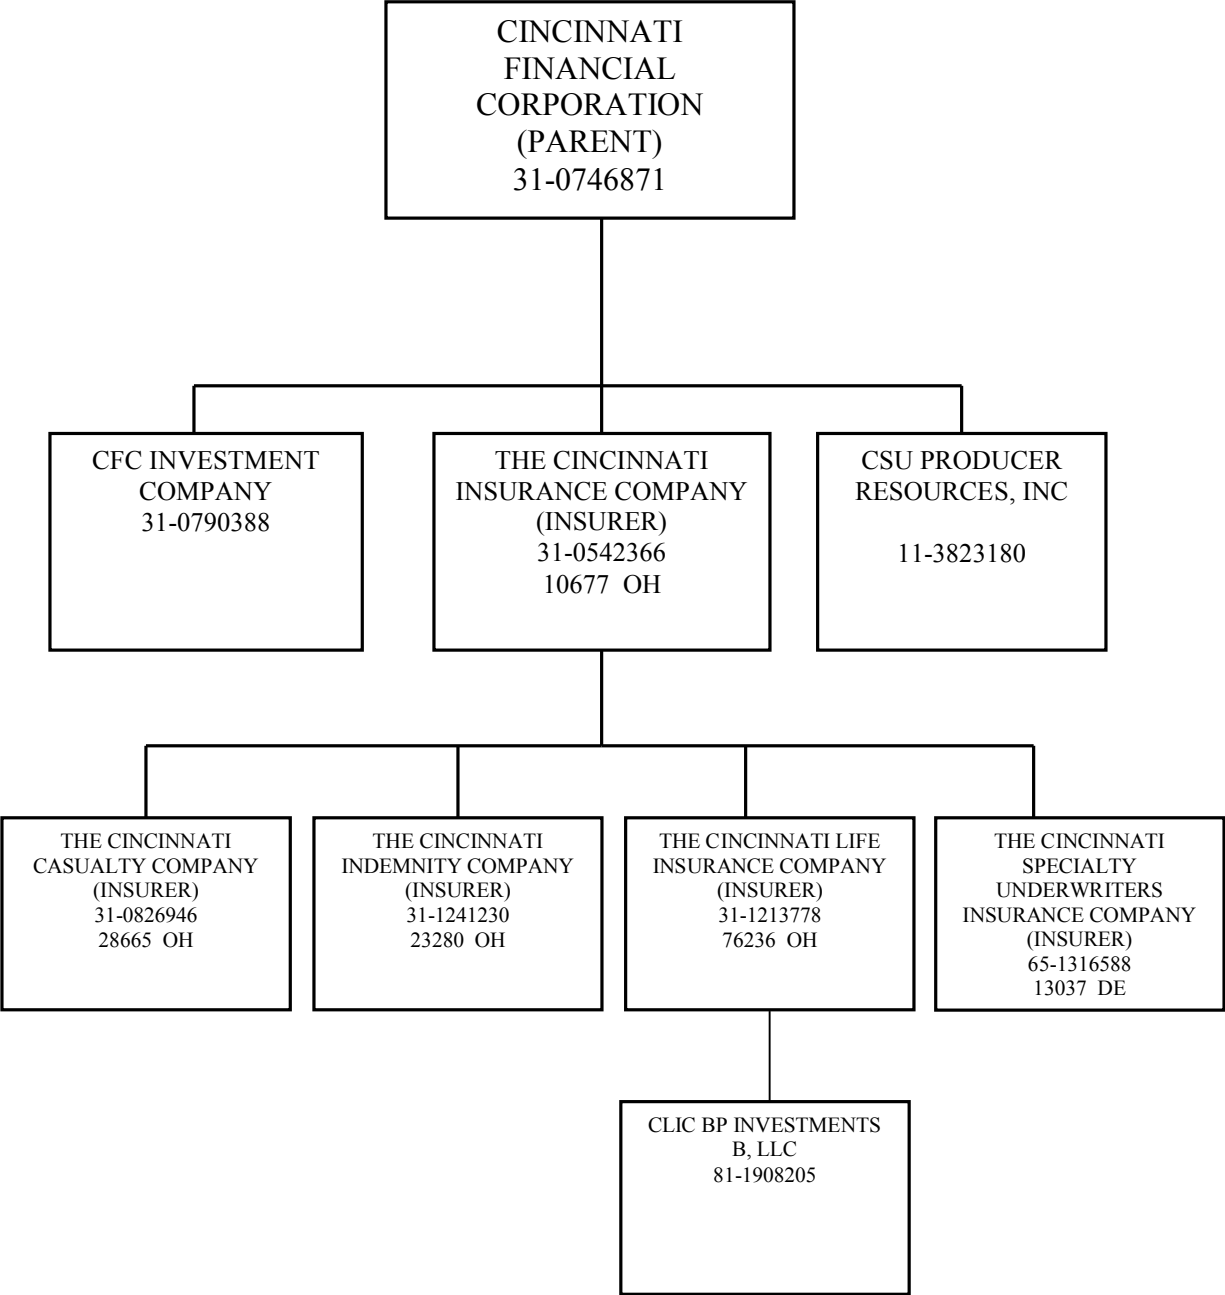 CINCINNATI
FINANCIAL
CORPORATION
(PARENT)
31-0746871
CFC INVESTMENT
COMPANY
31-0790388
THE CINCINNATI
INSURANCE COMPANY
(INSURER)
31-0542366
10677 OH
CSU PRODUCER
RESOURCES, INC
11-3823180
THE CINCINNATI
CASUALTY COMPANY
(INSURER)
31-0826946
28665 OH
THE CINCINNATI
INDEMNITY COMPANY
(INSURER)
31-1241230
23280 OH
THE CINCINNATI LIFE
INSURANCE COMPANY
(INSURER)
31-1213778
76236 OH
THE CINCINNATI
SPECIALTY
UNDERWRITERS
INSURANCE COMPANY
(INSURER)
65-1316588
13037 DE
CLIC BP INVESTMENTS
B, LLC
81-1908205